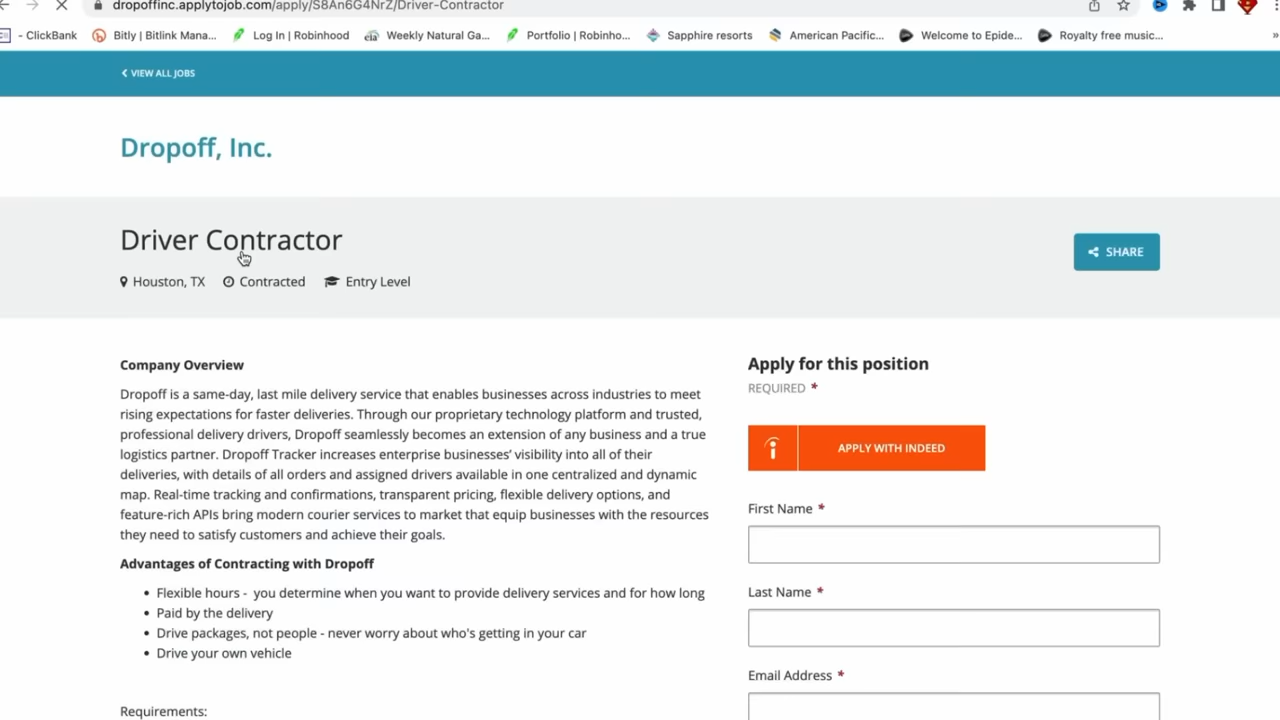 dropoffinc.applytojob.com/apply/S8An6G4NrZ/Driver-Contractor
- ClickBank
Bitly | Bitlink Mana...
Log In | Robinhood
eia
Weekly Natural Ga...
Portfolio | Robinho...
Sapphire resorts
American Pacific...
Welcome to Epide...
Royalty free music...
»
VIEW ALL JOBS
Dropoff, Inc.
Driver Contractor
Houston, TX
Contracted
Entry Level
SHARE
Company Overview
Dropoff is a same-day, last mile delivery service that enables businesses across industries to meet
rising expectations for faster deliveries. Through our proprietary technology platform and trusted,
professional delivery drivers, Dropoff seamlessly becomes an extension of any business and a true
logistics partner. Dropoff Tracker increases enterprise businesses’ visibility into all of their
deliveries, with details of all orders and assigned drivers available in one centralized and dynamic
map. Real-time tracking and confirmations, transparent pricing, flexible delivery options, and
feature-rich APIs bring modern courier services to market that equip businesses with the resources
they need to satisfy customers and achieve their goals.
Advantages of Contracting with Dropoff
• Flexible hours - you determine when you want to provide delivery services and for how long
• Paid by the delivery
• Drive packages, not people - never worry about who's getting in your car
• Drive your own vehicle
Requirements:
Apply for this position
REQUIRED *
APPLY WITH INDEED
First Name *
Last Name *
Email Address *